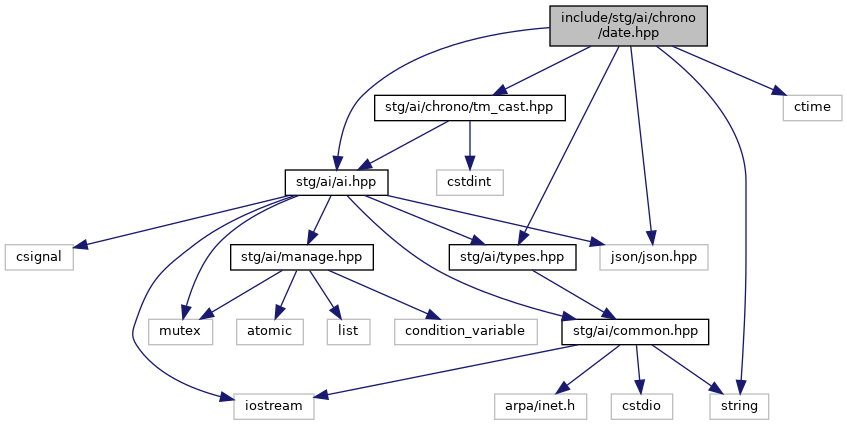 include/stg/ai/chrono
/date.hpp
stg/ai/chrono/tm_cast.hpp
ctime
stg/ai/ai.hpp
cstdint
csignal
stg/ai/manage.hpp
stg/ai/types.hpp
json/json.hpp
mutex
atomic
list
condition_variable
stg/ai/common.hpp
iostream
arpa/inet.h
cstdio
string